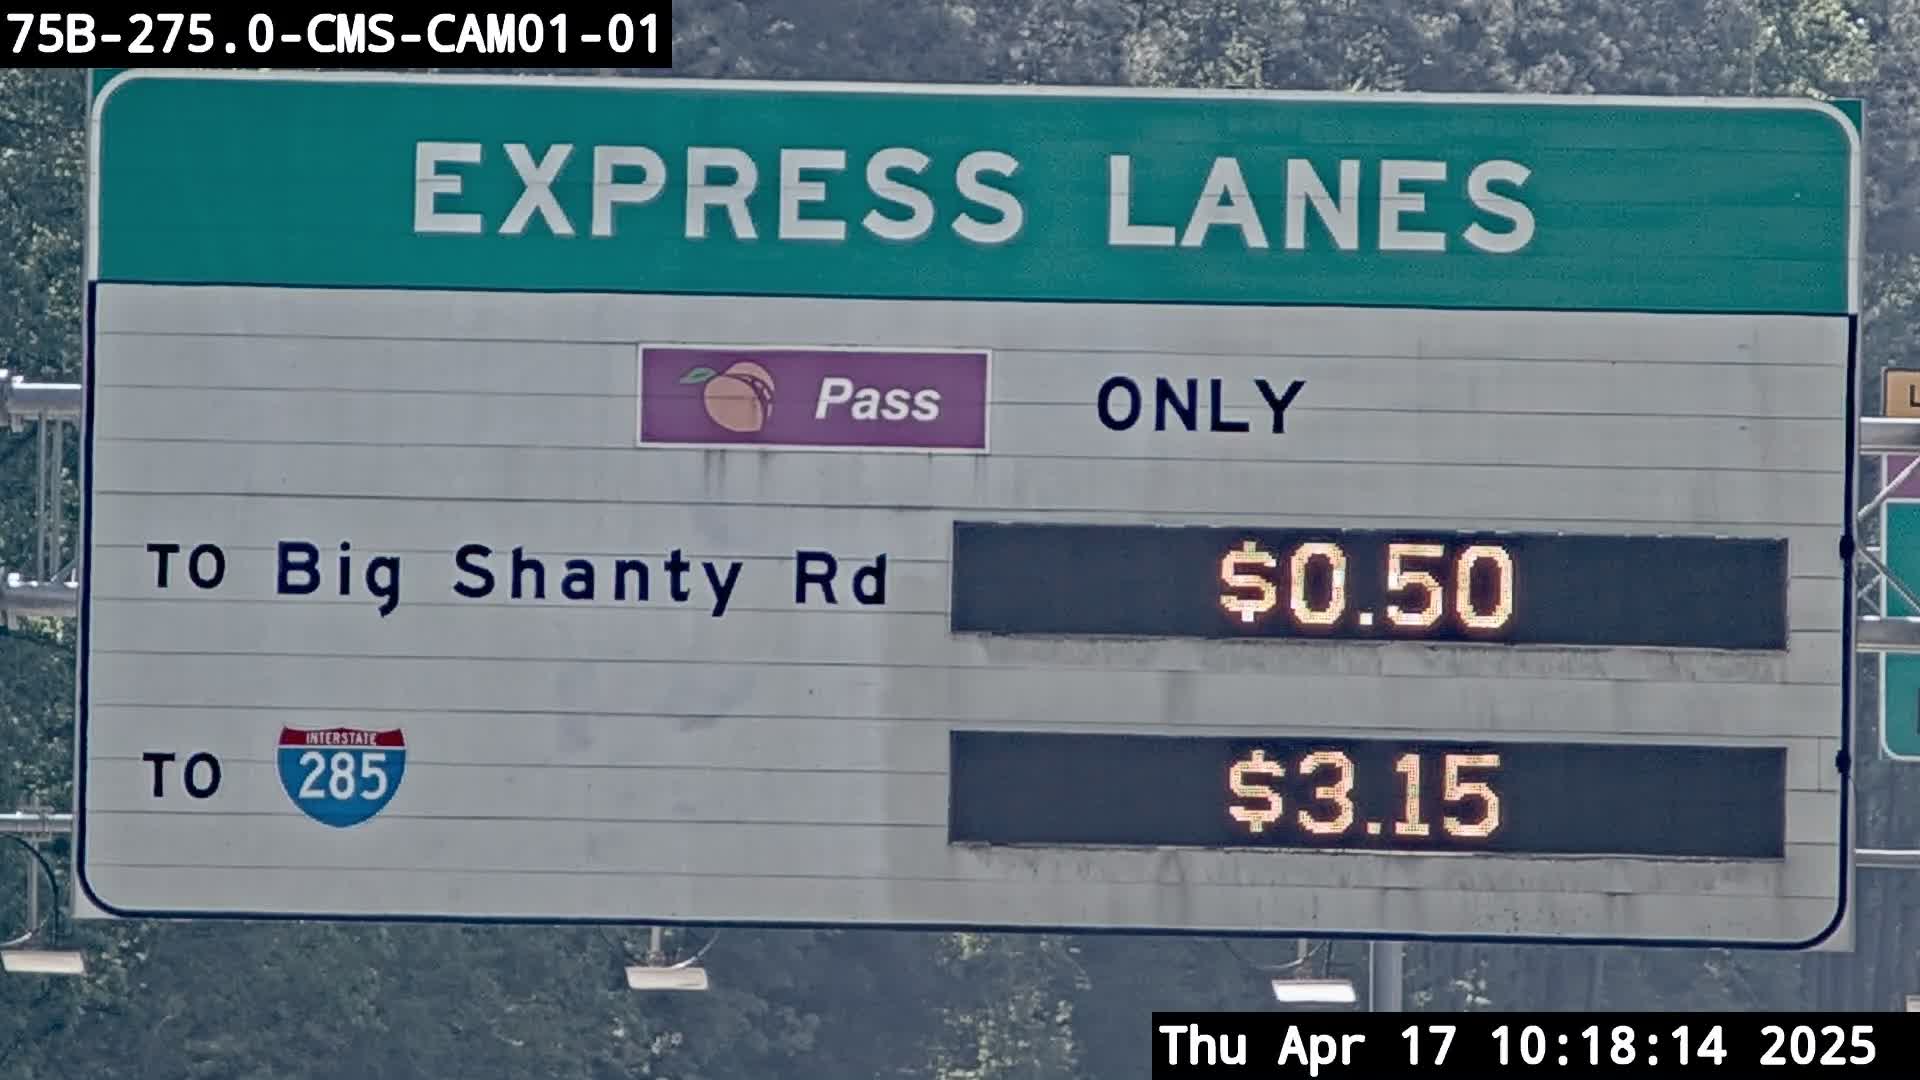 75B-275.0-CMS-CAM01-01
EXPRESS LANES
Pass ONLY
TO Big Shanty Rd $0.50
TO INTERSTATE 285 $3.15
Thu Apr 17 10:18:14 2025